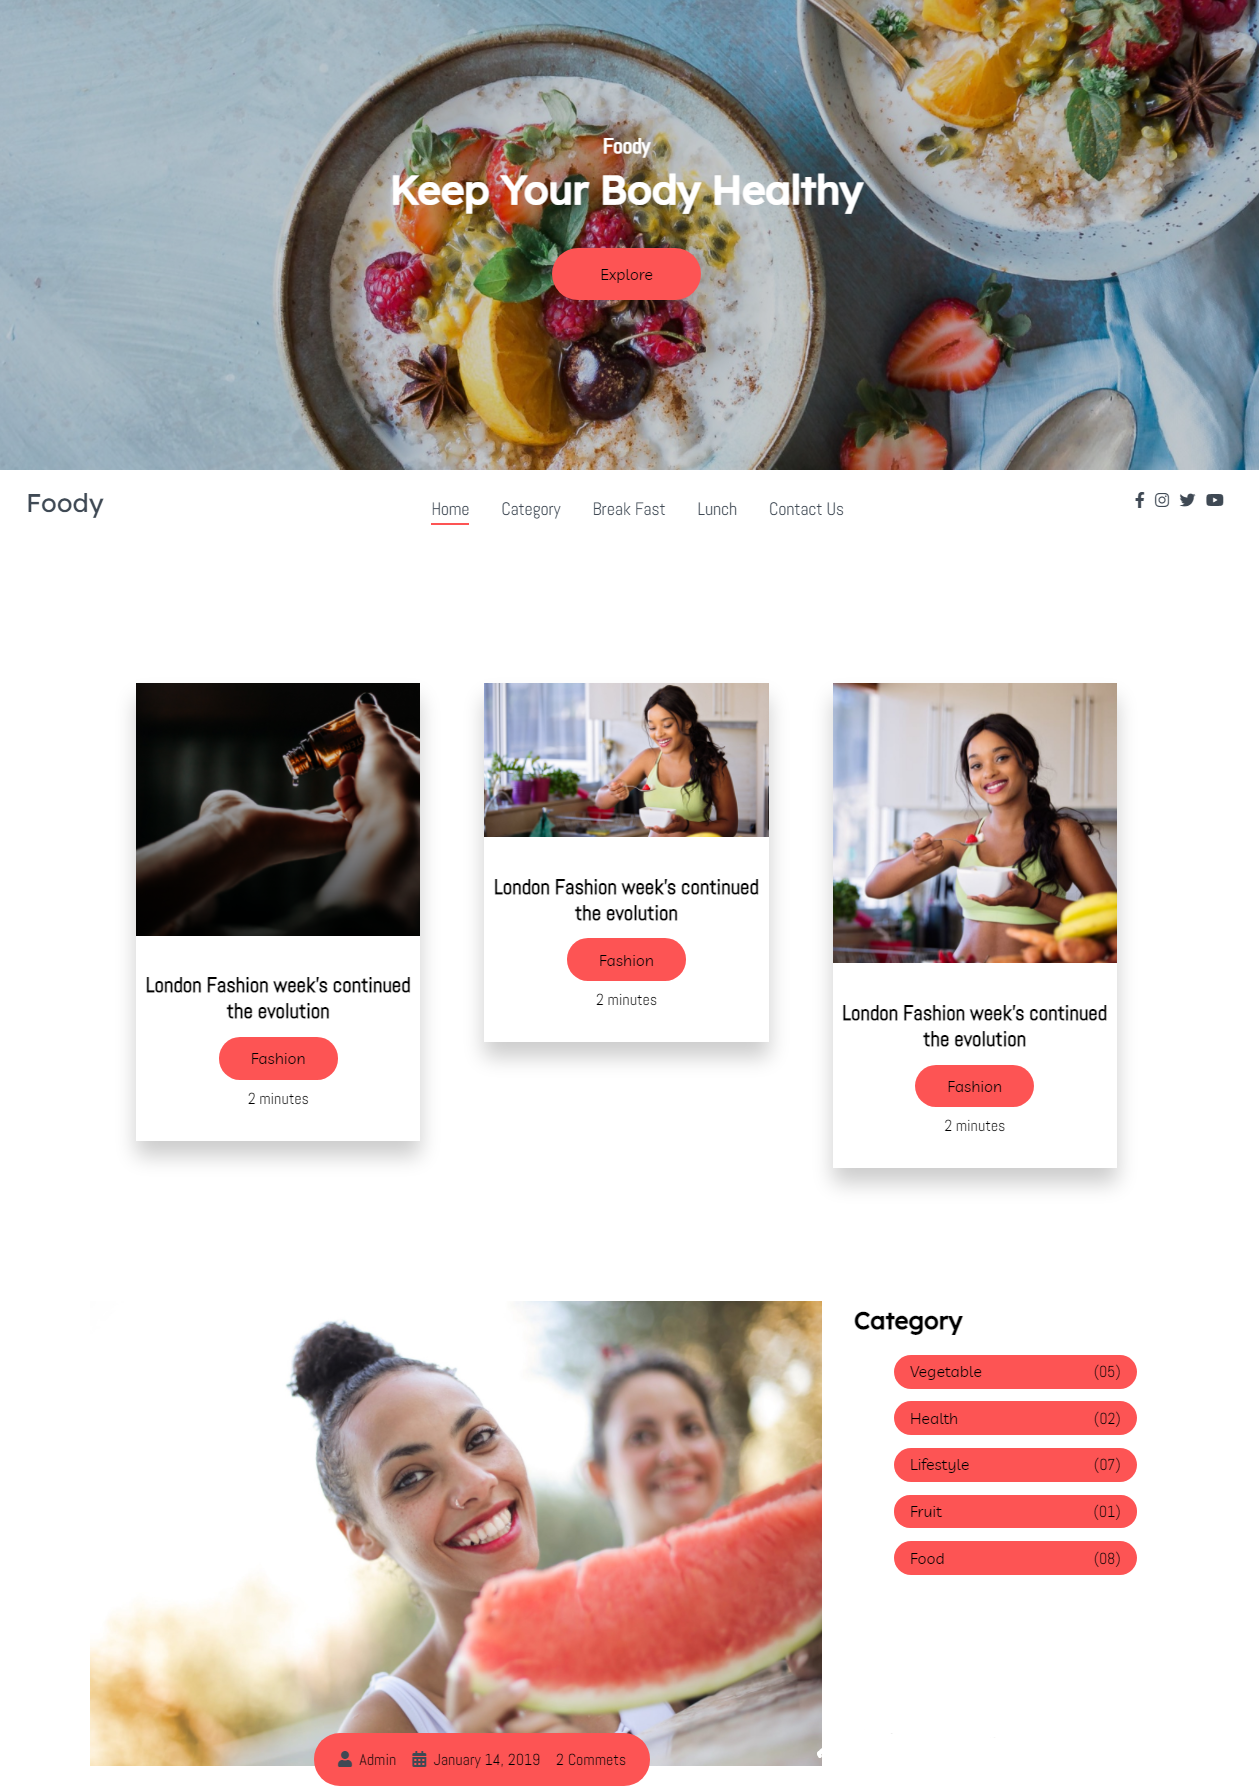 Foody
Keep Your Body Healthy
Explore
Foody
Home Category Break Fast Lunch Contact Us
London Fashion week's continued
the evolution
Fashion
2 minutes
London Fashion week's continued
the evolution
Fashion
2 minutes
London Fashion week's continued
the evolution
Fashion
2 minutes
Category
Vegetable (05)
Health (02)
Lifestyle (07)
Fruit (01)
Food (08)
Admin January 14, 2019 2 Commets